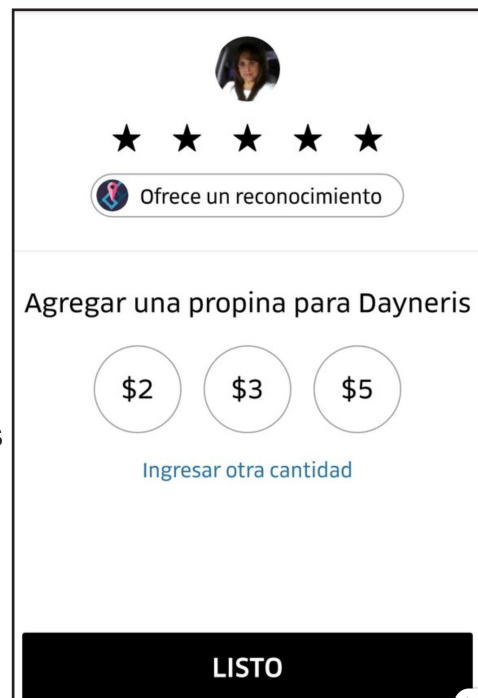 Ofrece un reconocimiento
Agregar una propina para Dayneris
$2 $3 $5
Ingresar otra cantidad
LISTO